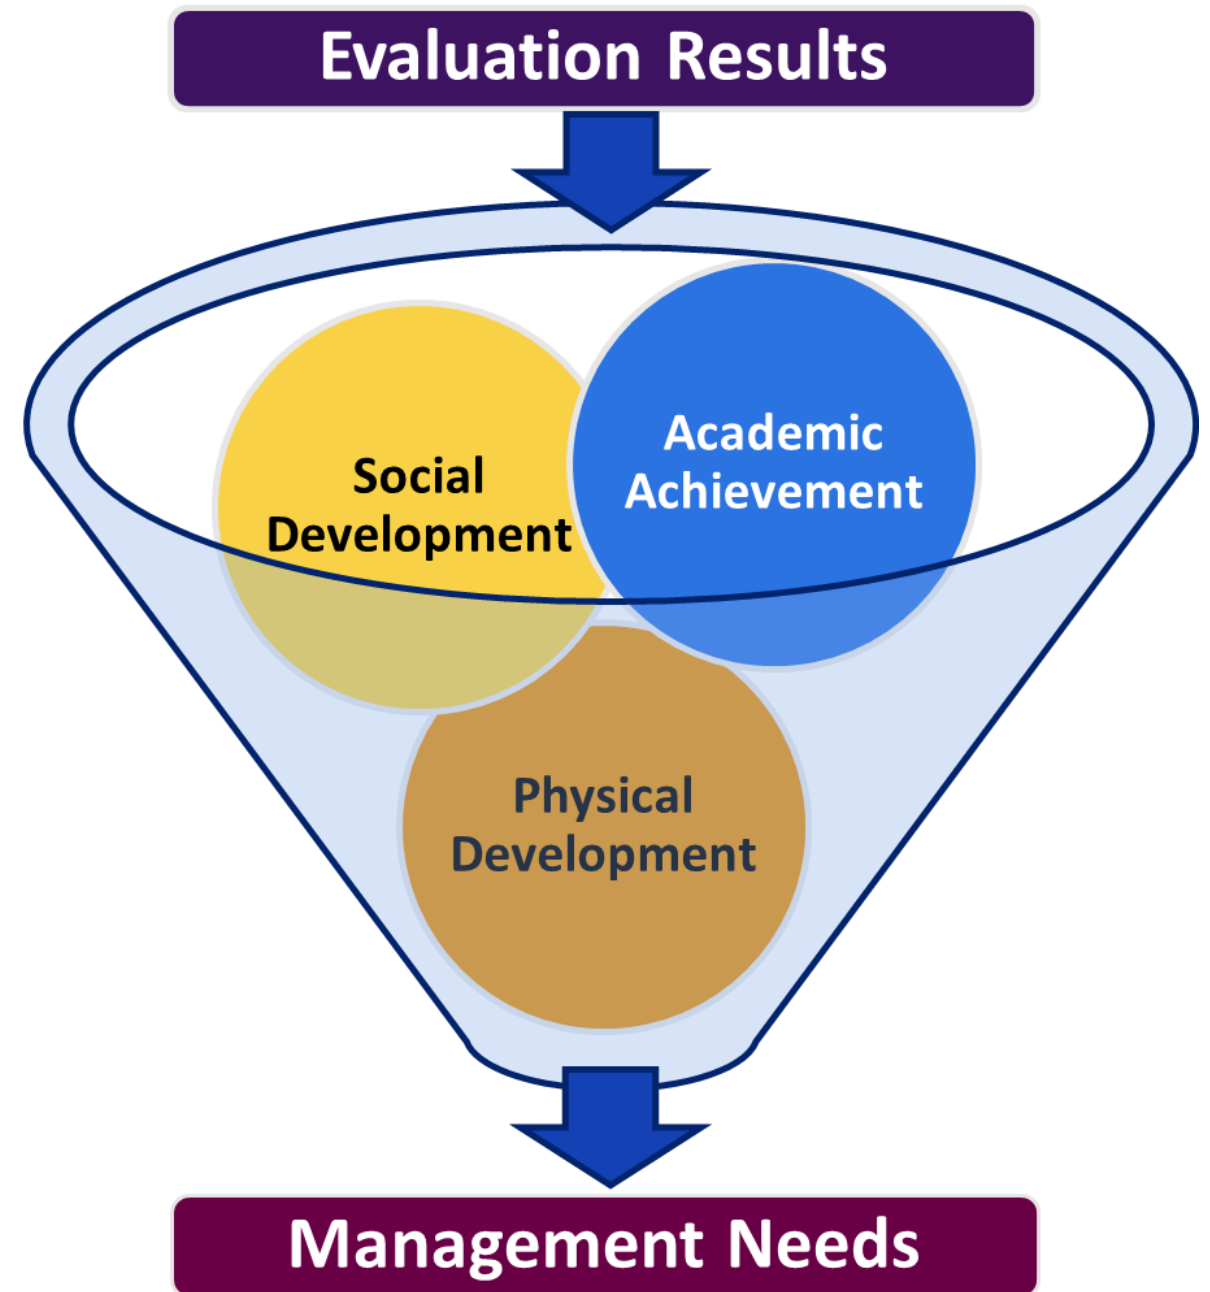 Evaluation Results
Academic
Achievement
Social
Development
Physical
Development
Management Needs